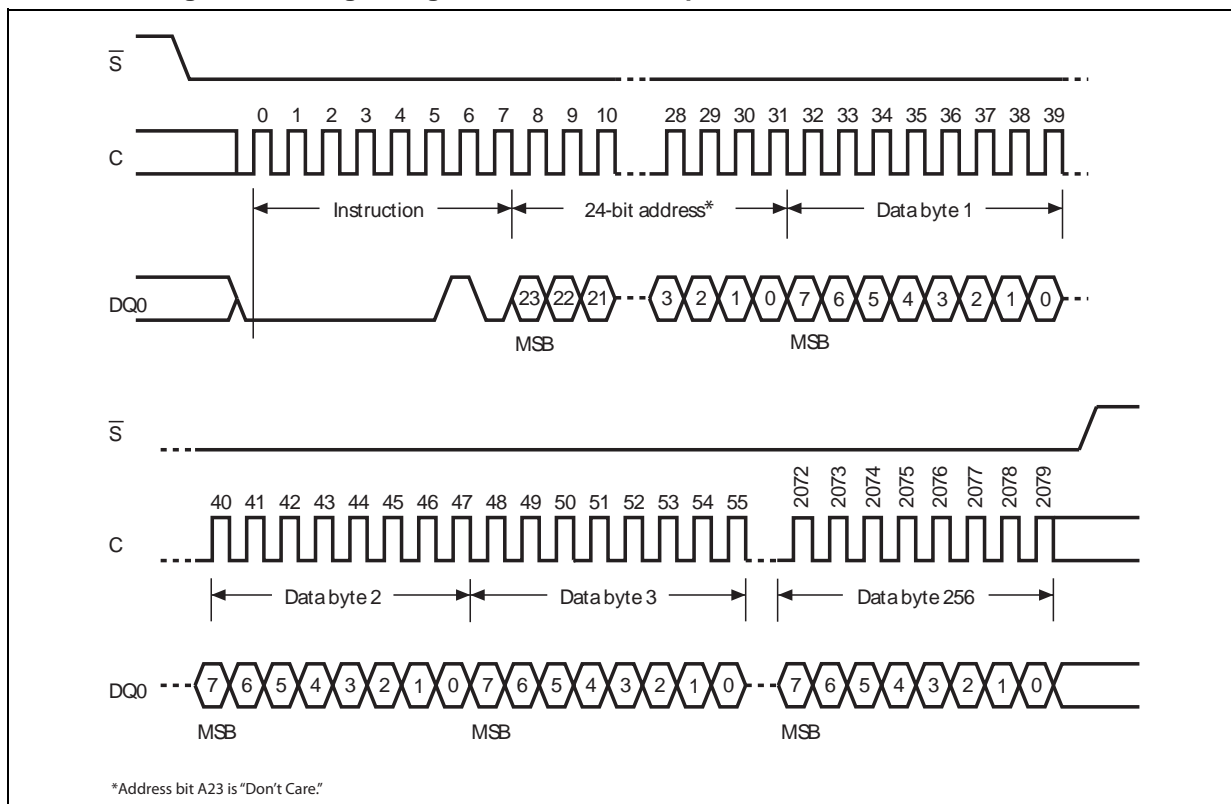 S
0 1 2 3 4 5 6 7 8 9 10 28 29 30 31 32 33 34 35 36 37 38 39
C
Instruction 24-bit address* Data byte 1
DQ0 23 22 21 3 2 1 0 7 6 5 4 3 2 1 0
MSB MSB
S
40 41 42 43 44 45 46 47 48 49 50 51 52 53 54 55 2072 2073 2074 2075 2076 2077 2078 2079
C
Data byte 2 Data byte 3 Data byte 256
DQ0 7 6 5 4 3 2 1 0 7 6 5 4 3 2 1 0 7 6 5 4 3 2 1 0
MSB MSB MSB
*Address bit A23 is “Don’t Care.”